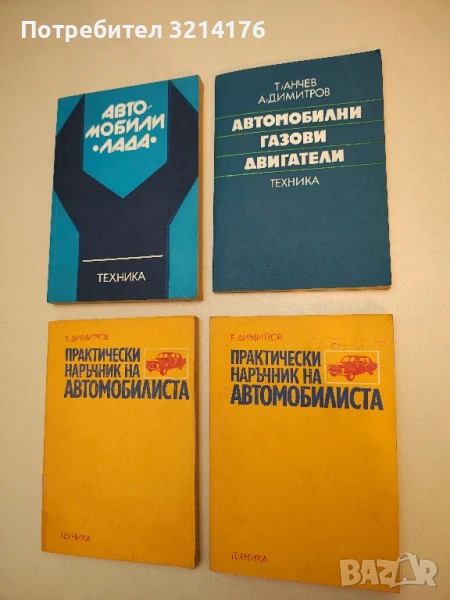 Потребител 3214176
АВТО-
МОБИЛИ
•ЛАДА•
ТЕХНИКА
Т. АНЧЕВ
А. ДИМИТРОВ
АВТОМОБИЛНИ
ГАЗОВИ
ДВИГАТЕЛИ
ТЕХНИКА
Е. ДИМИТРОВ
ПРАКТИЧЕСКИ
НАРЪЧНИК НА
АВТОМОБИЛИСТА
ТЕХНИКА
Е. ДИМИТРОВ
ПРАКТИЧЕСКИ
НАРЪЧНИК НА
АВТОМОБИЛИСТА
ТЕХНИКА
BAZAR